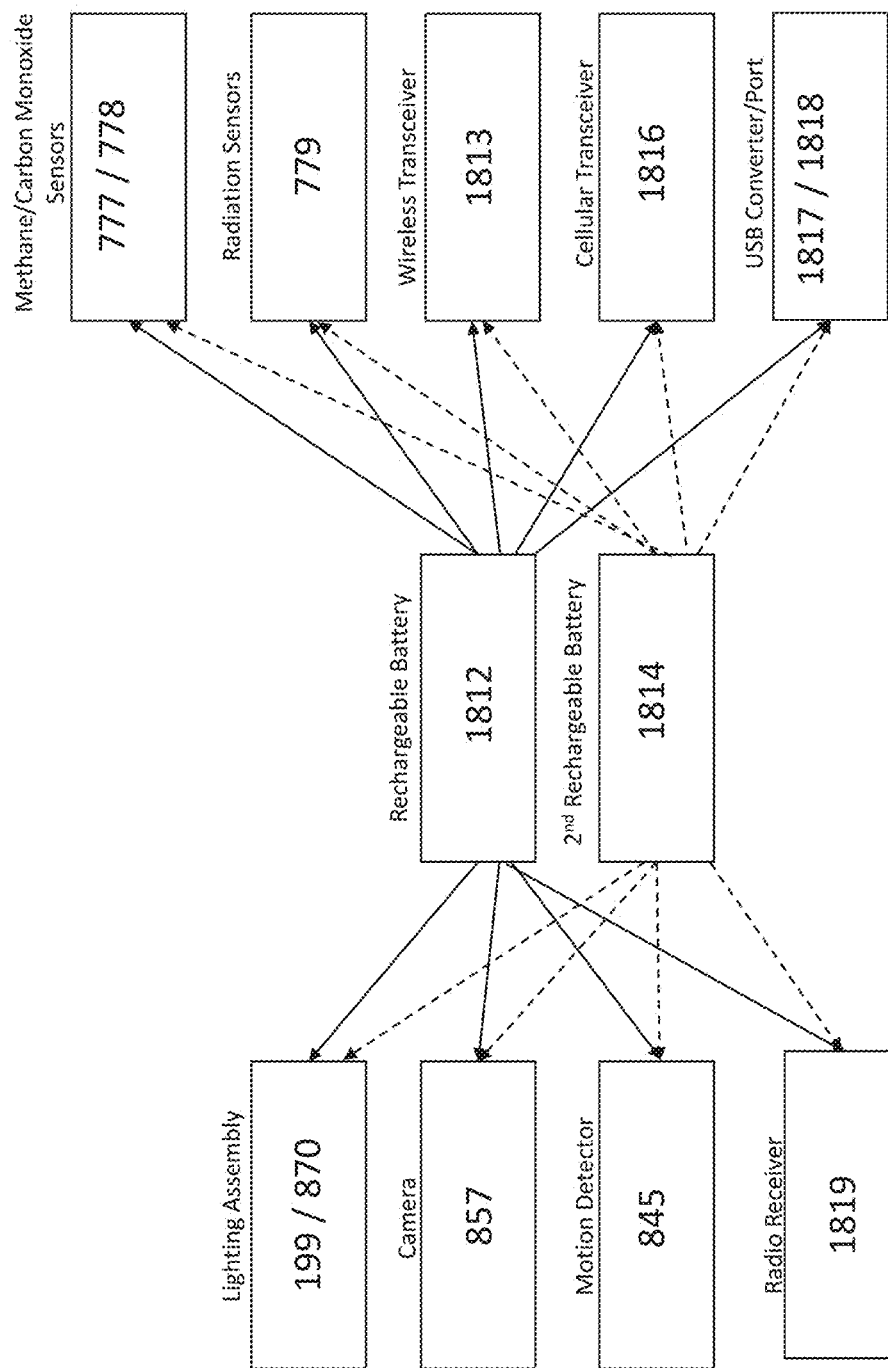 Methane/Carbon Monoxide
Sensors
777 / 778
Radiation Sensors
779
Wireless Transceiver
1813
Cellular Transceiver
1816
USB Converter/Port
1817 / 1818
Rechargeable Battery
1812
2nd Rechargeable Battery
1814
Lighting Assembly
199 / 870
Camera
857
Motion Detector
845
Radio Receiver
1819